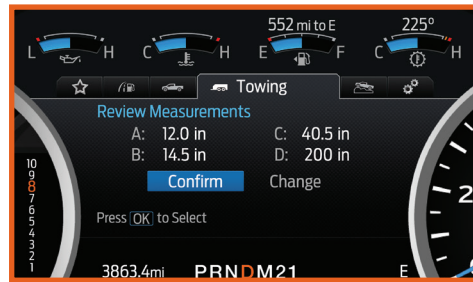 552 mi to E 225°
L H C H E F C H
Towing
Review Measurements
A: 12.0 in C: 40.5 in
B: 14.5 in D: 200 in
Confirm Change
Press OK to Select
10
9
8
7
6
5
4
3
2
1
2
3863.4mi PRNDM21 E